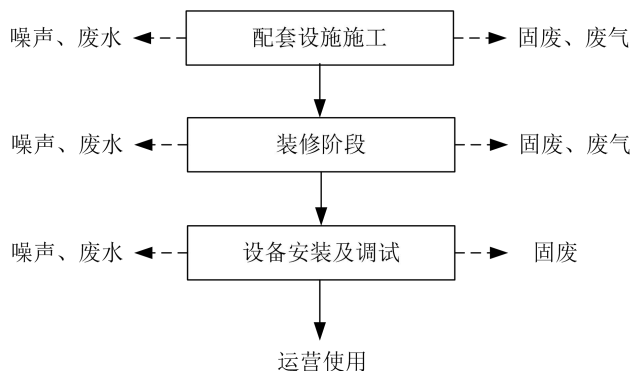 噪声、废水 配套设施施工 固废、废气
噪声、废水 装修阶段 固废、废气
噪声、废水 设备安装及调试 固废
运营使用